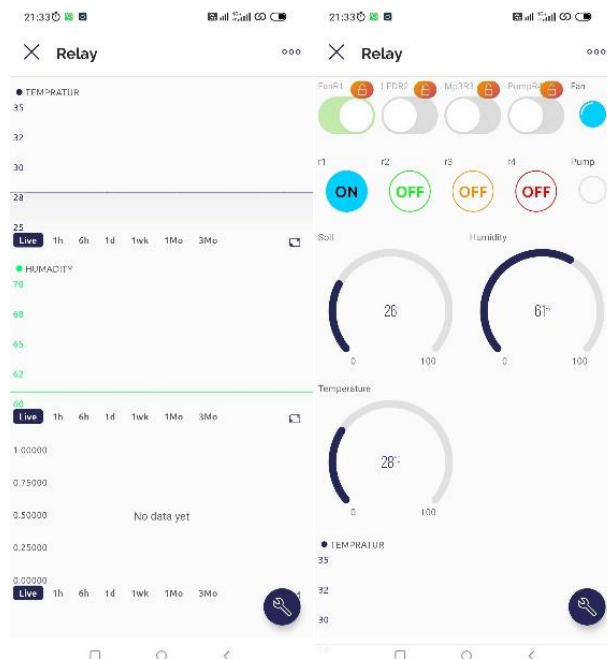 21:33
Relay
TEMPRATUR
35
32
30
28
25
Live 1h 6h 1d 1wk 1Mo 3Mo
HUMADITY
70
68
65
62
60
Live 1h 6h 1d 1wk 1Mo 3Mo
1.00000
0.75000
0.50000
No data yet
0.25000
0.00000
Live 1h 6h 1d 1wk 1Mo 3Mo
21:33
Relay
FanR1 LEDR2 Mp3R3 PumpR4 Fan
r1 r2 r3 r4 Pump
ON OFF OFF OFF
Soil Humidity
26 61
0 100 0 100
Temperature
28
0 100
TEMPRATUR
35
32
30